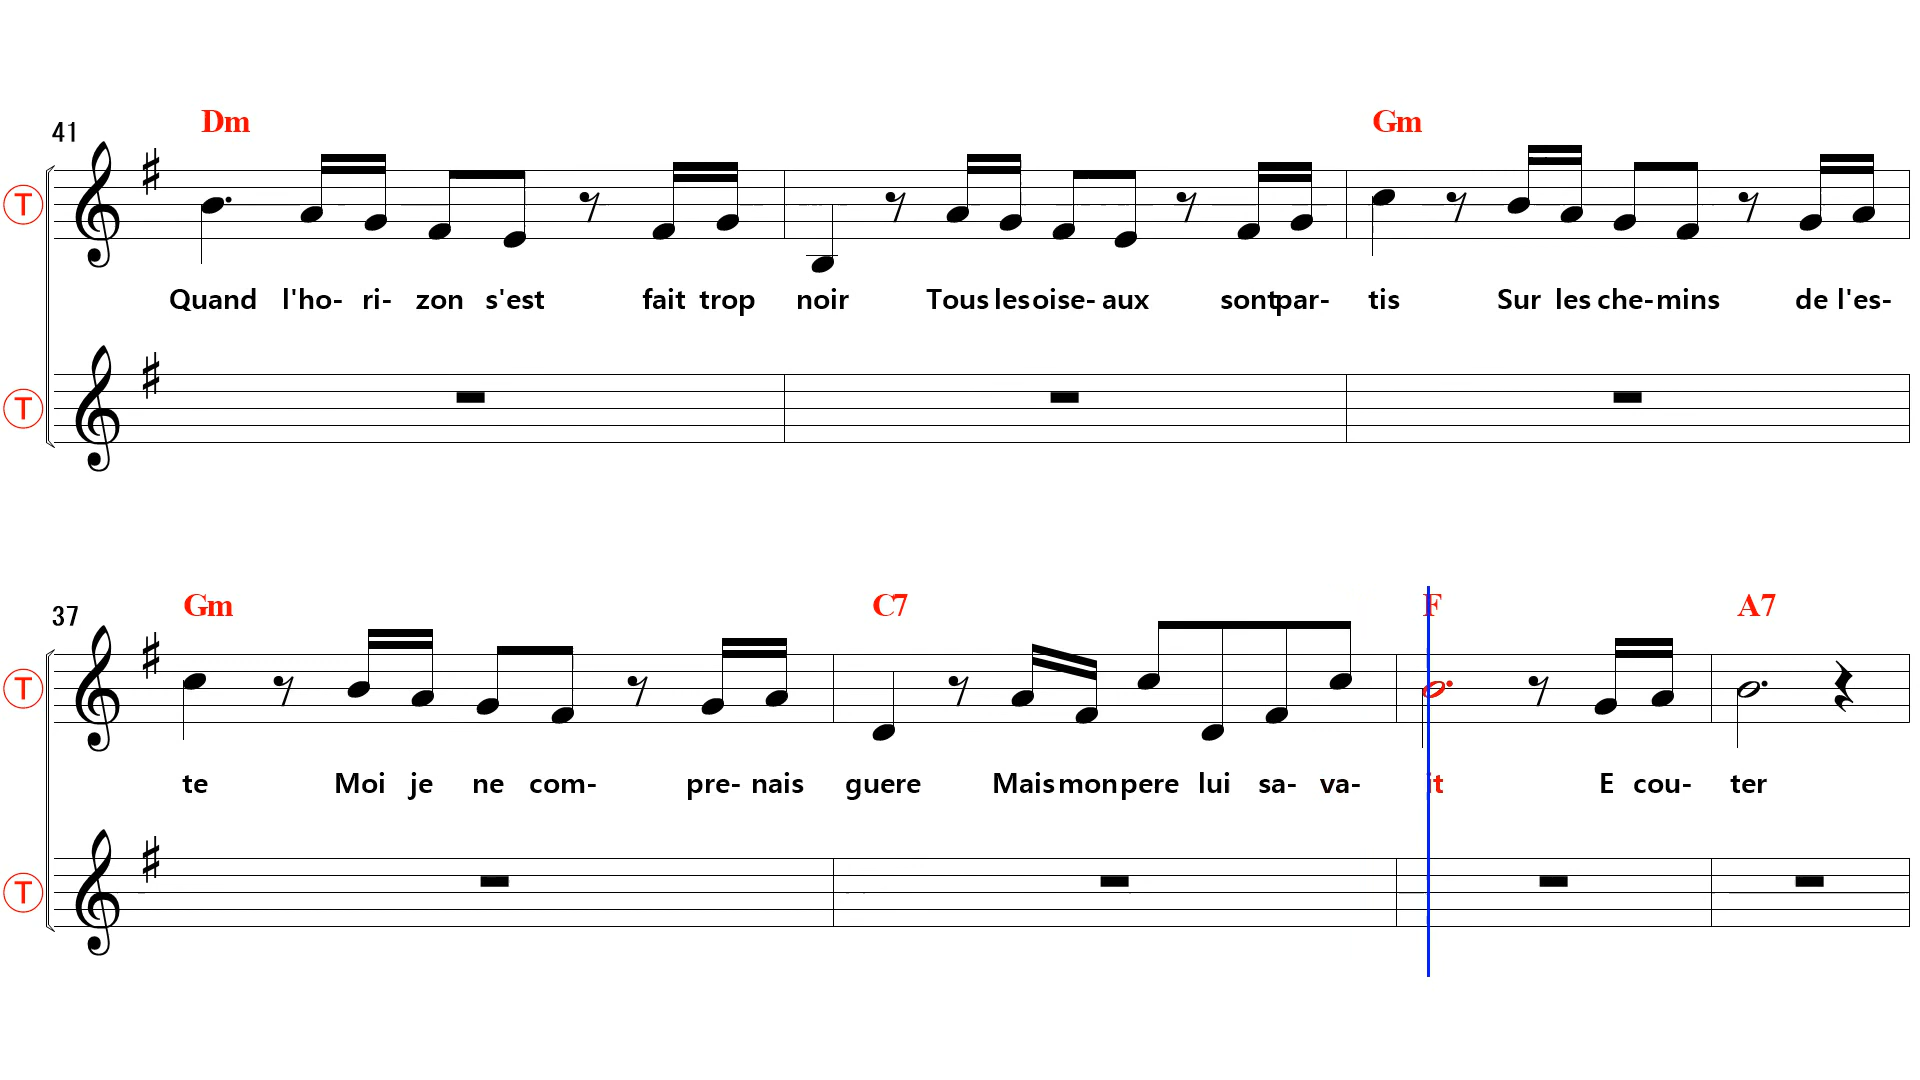 Dm Gm
41
T
Quand l'ho- ri- zon s'est fait trop noir Tous les oise- aux sont par- tis Sur les che- mins de l'es-
T
Gm C7 F A7
37
T
te Moi je ne com- pre- nais guere Mais mon pere lui sa- va- it E cou- ter
T